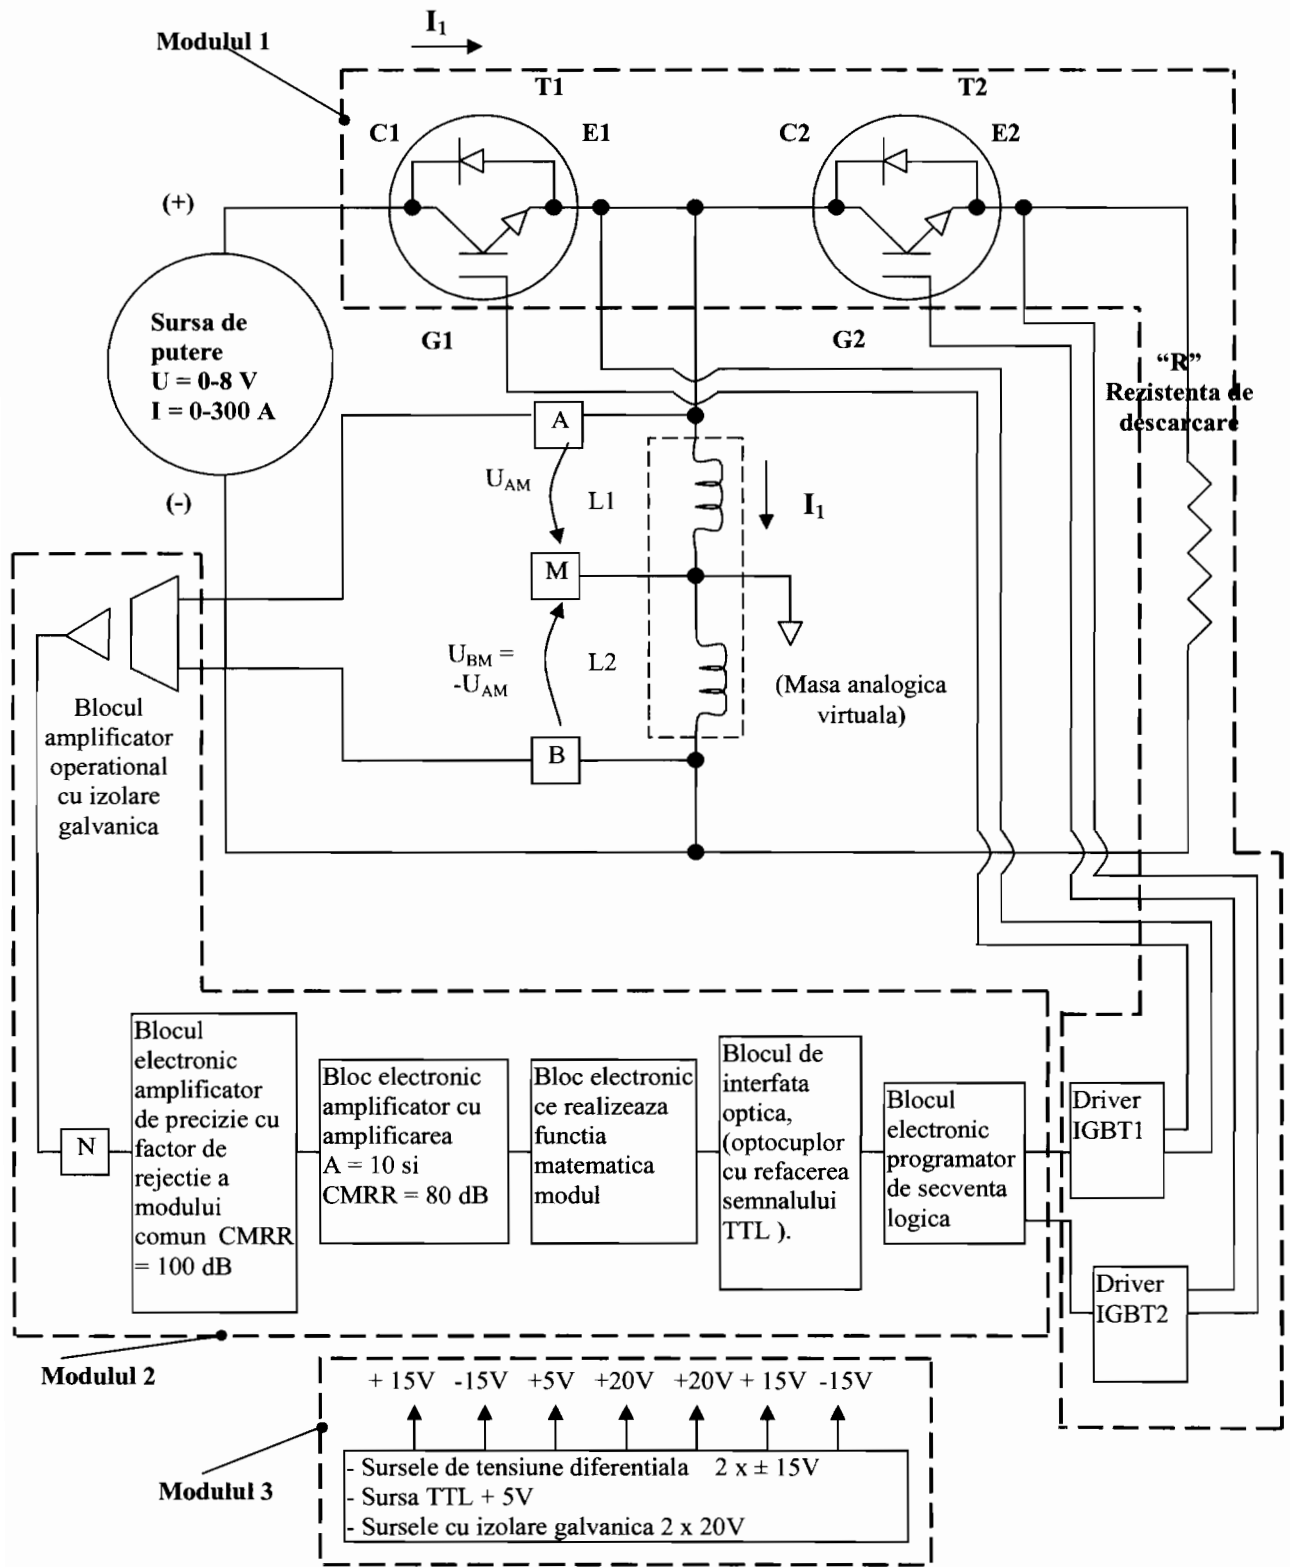 I1
Modulul 1
T1
T2
C1
E1
C2
E2
(+)
Sursa de
putere
U = 0-8 V
I = 0-300 A
G1
G2
“R”
Rezistenta de
descarcare
A
UAM
L1
I1
(-)
M
UBM =
-UAM
L2
(Masa analogica
virtuala)
B
Blocul
amplificator
operational
cu izolare
galvanica
N
Blocul
electronic
amplificator
de precizie cu
factor de
rejectie a
modului
comun CMRR
= 100 dB
Bloc electronic
amplificator cu
amplificarea
A = 10 si
CMRR = 80 dB
Bloc electronic
ce realizeaza
functia
matematica
modul
Blocul de
interfata
optica,
(optocuplor
cu refacerea
semnalului
TTL ).
Blocul
electronic
programator
de secventa
logica
Driver
IGBT1
Driver
IGBT2
Modulul 2
+ 15V -15V +5V +20V +20V + 15V -15V
Modulul 3
- Sursele de tensiune diferentiala 2 x ± 15V
- Sursa TTL + 5V
- Sursele cu izolare galvanica 2 x 20V